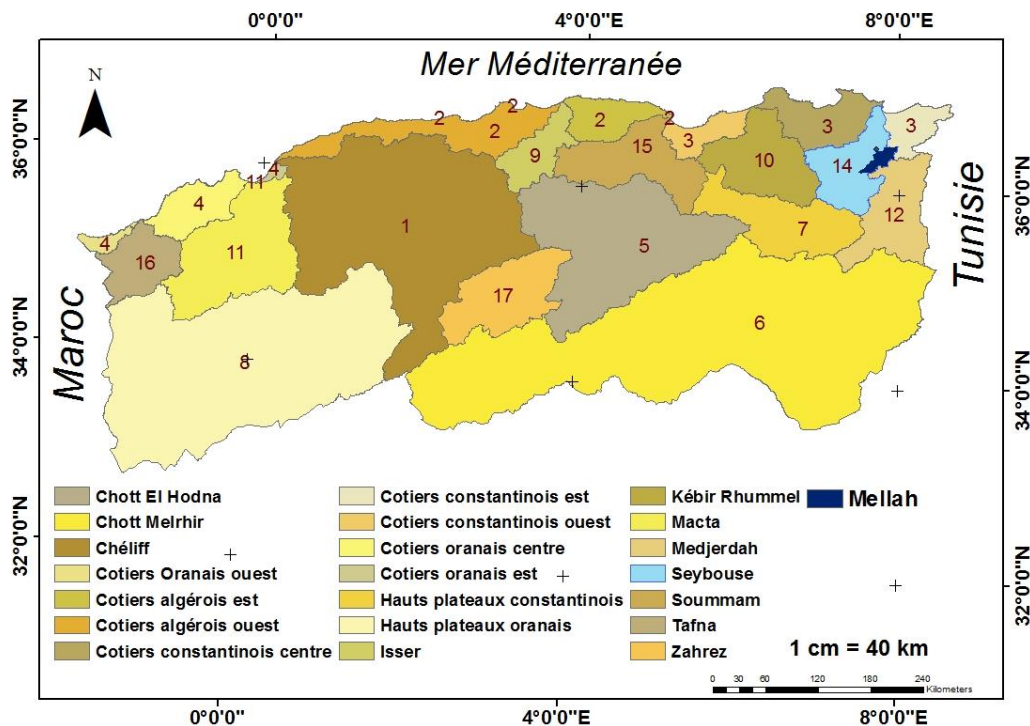 0°0'0"
4°0'0"E
8°0'0"E
Mer Méditerranée
N
36°0'0"N
36°0'0"N
34°0'0"N
34°0'0"N
32°0'0"N
32°0'0"N
Maroc
Tunisie
2
2
2
2
2
3
3
3
4
4
4
11
9
15
10
14
12
1
5
7
16
11
17
6
8
Chott El Hodna
Chott Melrhir
Chéliff
Cotiers Oranais ouest
Cotiers algérois est
Cotiers algérois ouest
Cotiers constantinois centre
Cotiers constantinois est
Cotiers constantinois ouest
Cotiers oranais centre
Cotiers oranais est
Hauts plateaux constantinois
Hauts plateaux oranais
Isser
Kébir Rhummel
Macta
Medjerdah
Seybouse
Soummam
Tafna
Zahrez
Mellah
1 cm = 40 km
0 15 30 60 120 180 240
Kilometers
0°0'0"
4°0'0"E
8°0'0"E